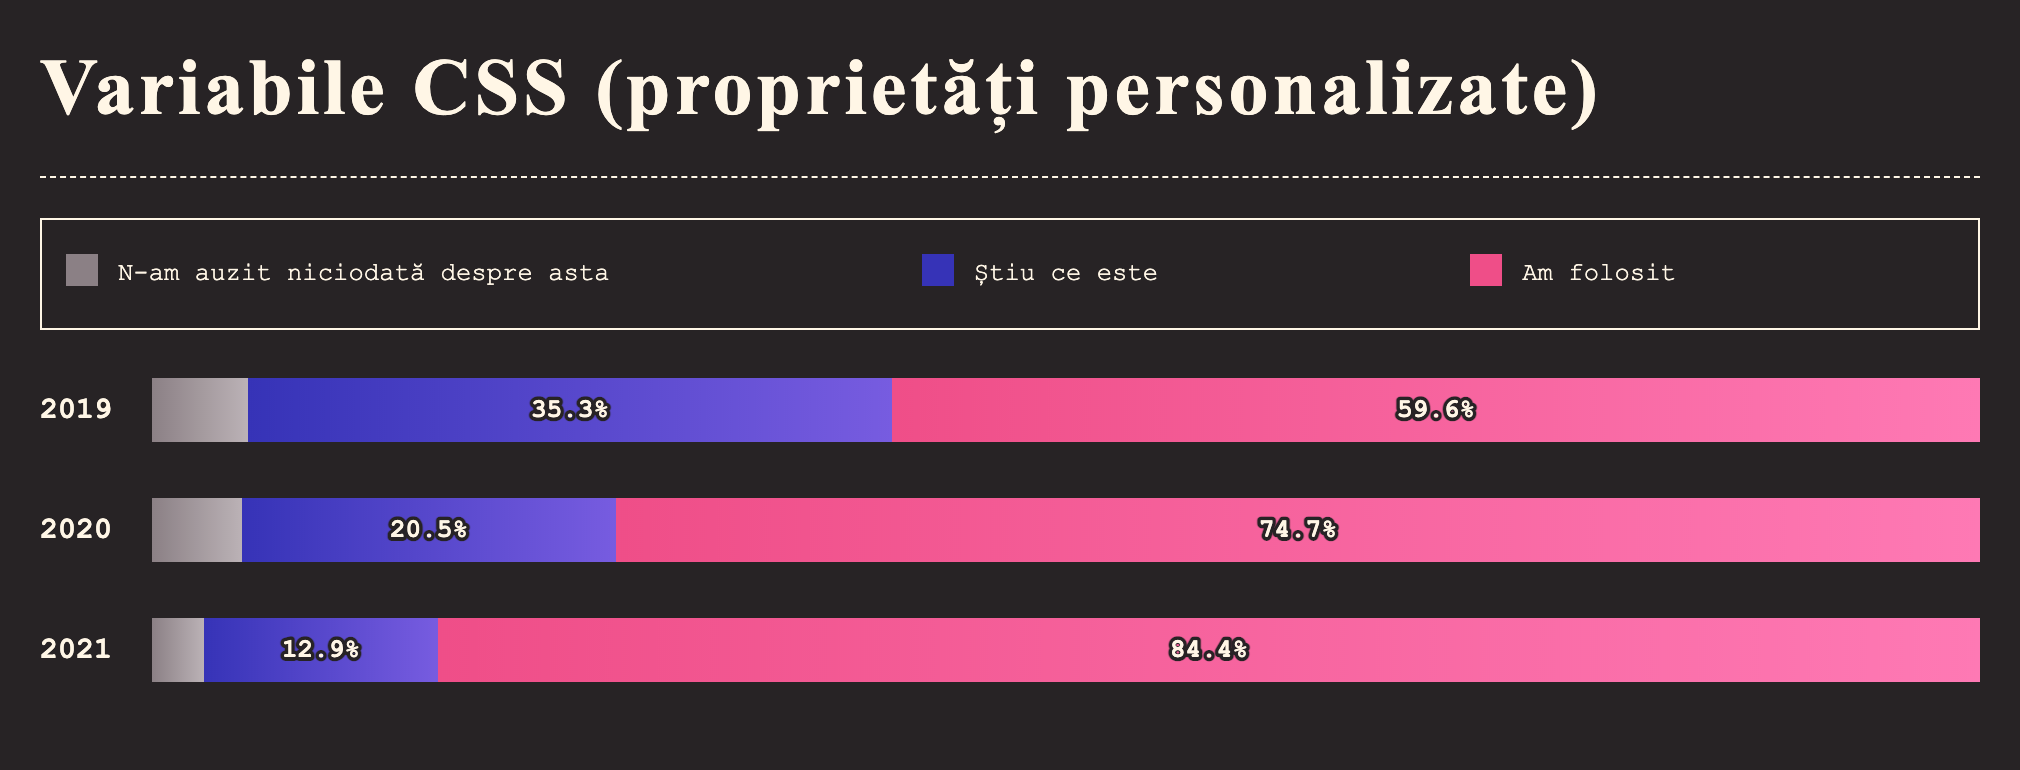 Variabile CSS (proprietăți personalizate)
N-am auzit niciodată despre asta
Știu ce este
Am folosit
2019 35.3% 59.6%
2020 20.5% 74.7%
2021 12.9% 84.4%